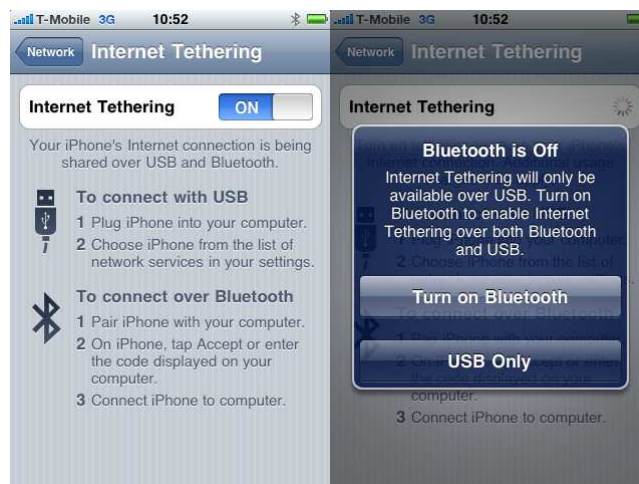 T-Mobile 3G 10:52
Network Internet Tethering
Internet Tethering ON
Your iPhone's Internet connection is being
shared over USB and Bluetooth.
To connect with USB
1 Plug iPhone into your computer.
2 Choose iPhone from the list of
network services in your settings.
To connect over Bluetooth
1 Pair iPhone with your computer.
2 On iPhone, tap Accept or enter
the code displayed on your
computer.
3 Connect iPhone to computer.
T-Mobile 3G 10:52
Network Internet Tethering
Internet Tethering
Bluetooth is Off
Internet Tethering will only be
available over USB. Turn on
Bluetooth to enable Internet
Tethering over both Bluetooth
and USB.
Turn on Bluetooth
USB Only
computer.
3 Connect iPhone to computer.